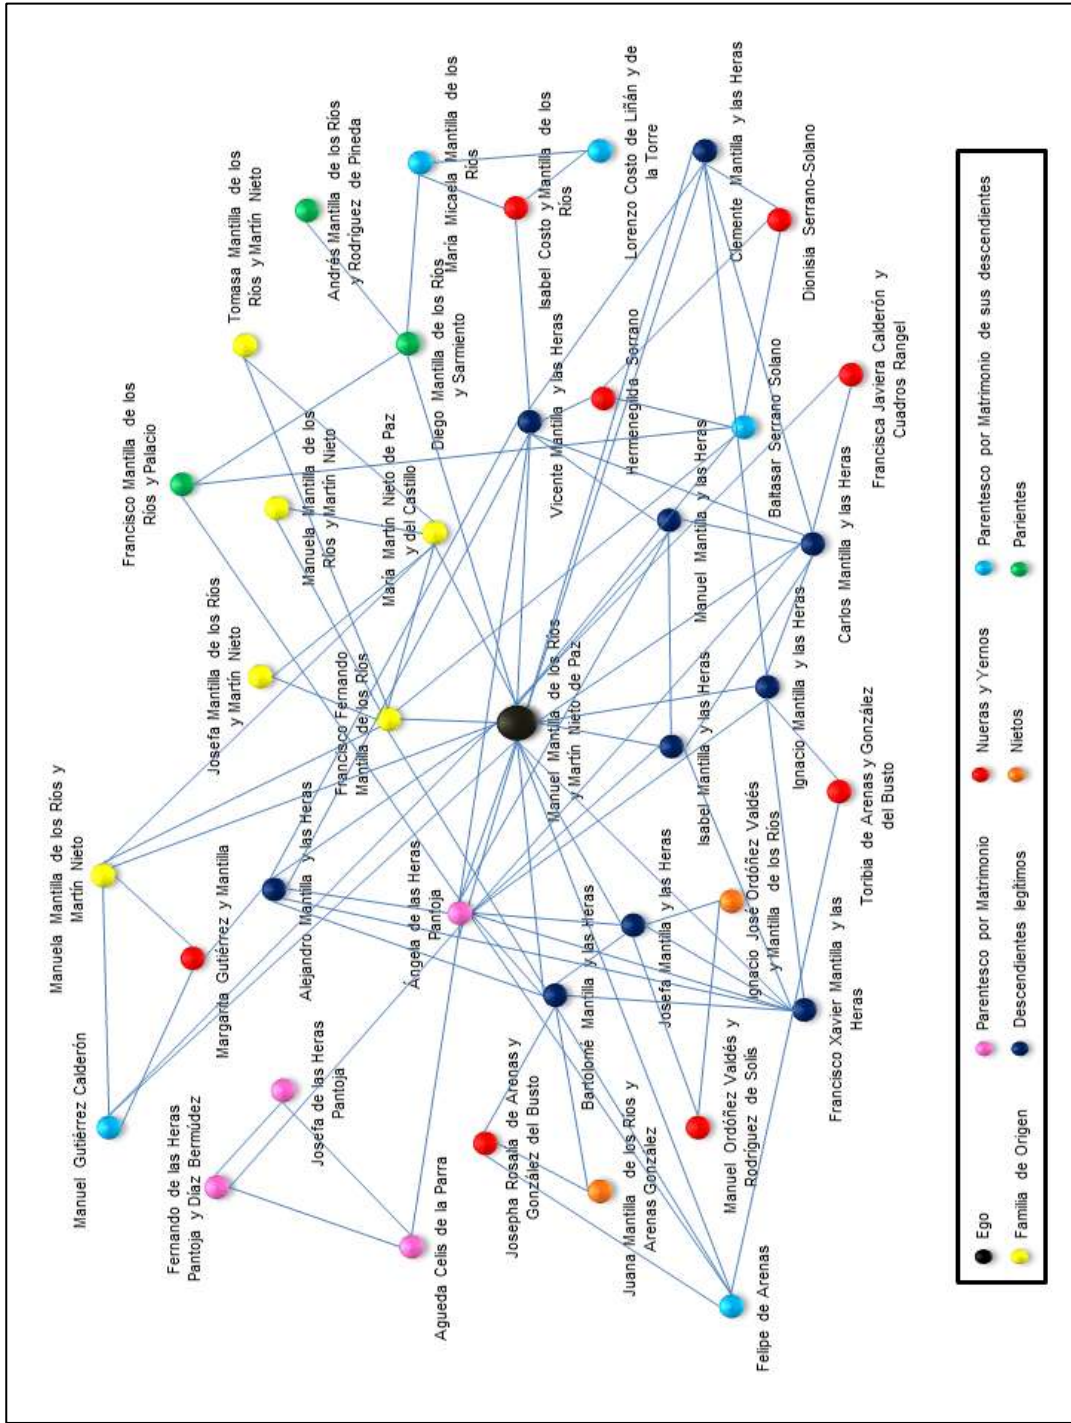 Manuela Mantilla de los Ríos y
Martín Nieto
Manuel Gutiérrez Calderón
Margarita Gutiérrez y Mantilla
Fernando de las Heras
Pantoja y Díaz Bermúdez
Josefa de las Heras
Pantoja
Agueda Celis de la Parra
Francisco Mantilla de los
Ríos y Palacio
Tomasa Mantilla de los
Ríos y Martín Nieto
Andrés Mantilla de los Ríos
y Rodríguez de Pineda
María Micaela Mantilla de los
Ríos
Manuela Mantilla de los
Ríos y Martín Nieto
Josefa Mantilla de los Ríos
y Martín Nieto
María Martín Nieto de Paz
y del Castillo
Diego Mantilla de los Ríos
y Sarmiento
Francisco Fernando
Mantilla de los Ríos
Alejandro Mantilla y las Heras
Ángela de las Heras
Pantoja
Isabel Costo y Mantilla de los
Ríos
Lorenzo Costo de Liñán y de
la Torre
Vicente Mantilla y las Heras
Hermenegilda Serrano
Clemente Mantilla y las Heras
Dionisia Serrano-Solano
Manuel Mantilla de los Ríos
y Martín Nieto de Paz
Josepha Rosalía de Arenas y
González del Busto
Bartolomé Mantilla y las Heras
Juana Mantilla de los Ríos y
Arenas González
Josefa Mantilla y las Heras
Isabel Mantilla y las Heras
Manuel Mantilla y las Heras
Baltasar Serrano Solano
Manuel Ordóñez Valdés y
Rodríguez de Solís
Ignacio José Ordóñez Valdés
y Mantilla de los Ríos
Ignacio Mantilla y las Heras
Carlos Mantilla y las Heras
Francisca Javiera Calderón y
Cuadros Rangel
Felipe de Arenas
Francisco Xavier Mantilla y las
Heras
Toribia de Arenas y González
del Busto
Ego
Parentesco por Matrimonio
Nueras y Yernos
Parentesco por Matrimonio de sus descendientes
Familia de Origen
Descendientes legítimos
Nietos
Parientes